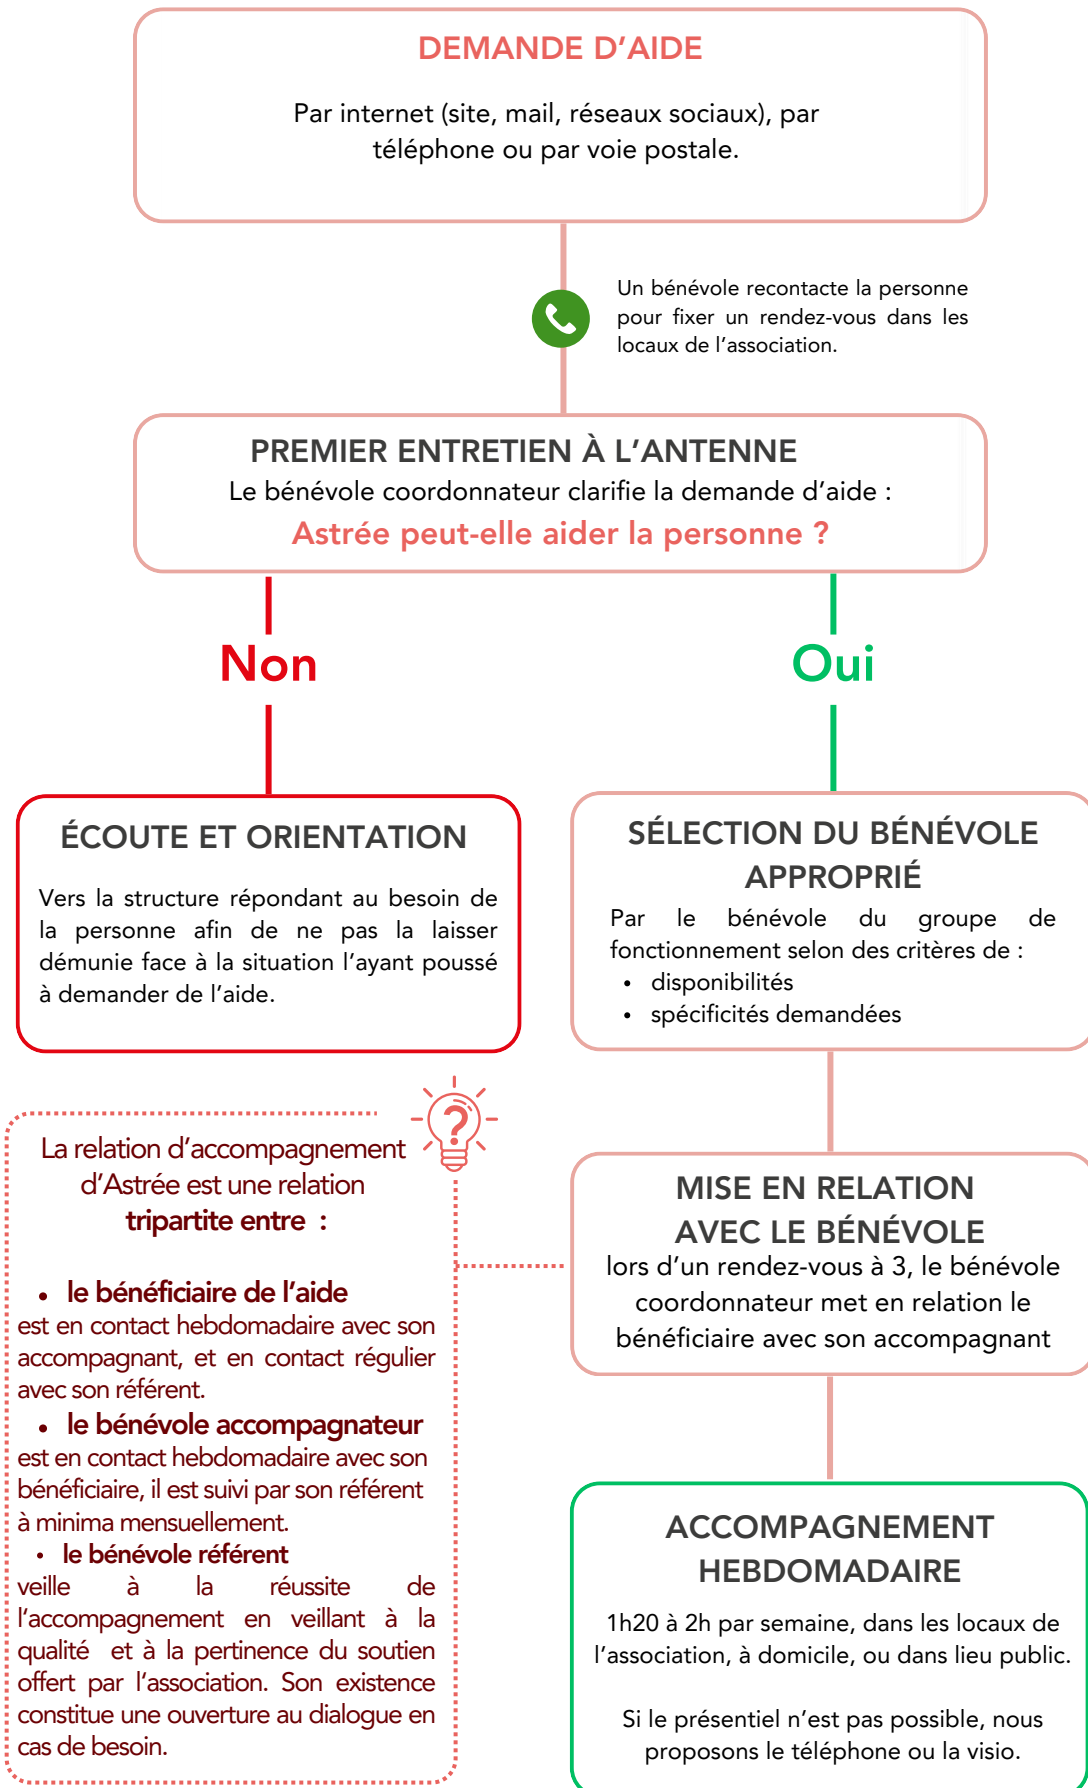 DEMANDE D’AIDE
Par internet (site, mail, réseaux sociaux), par
téléphone ou par voie postale.
Un bénévole recontacte la personne
pour fixer un rendez-vous dans les
locaux de l’association.
PREMIER ENTRETIEN À L’ANTENNE
Le bénévole coordonnateur clarifie la demande d’aide :
Astrée peut-elle aider la personne ?
Non
Oui
ÉCOUTE ET ORIENTATION
Vers la structure répondant au besoin de
la personne afin de ne pas la laisser
démunie face à la situation l’ayant poussé
à demander de l’aide.
SÉLECTION DU BÉNÉVOLE
APPROPRIÉ
Par le bénévole du groupe de
fonctionnement selon des critères de :
• disponibilités
• spécificités demandées
?
La relation d’accompagnement
d’Astrée est une relation
tripartite entre :
• le bénéficiaire de l’aide
est en contact hebdomadaire avec son
accompagnant, et en contact régulier
avec son référent.
• le bénévole accompagnateur
est en contact hebdomadaire avec son
bénéficiaire, il est suivi par son référent
à minima mensuellement.
• le bénévole référent
veille à la réussite de
l’accompagnement en veillant à la
qualité et à la pertinence du soutien
offert par l’association. Son existence
constitue une ouverture au dialogue en
cas de besoin.
MISE EN RELATION
AVEC LE BÉNÉVOLE
lors d’un rendez-vous à 3, le bénévole
coordonnateur met en relation le
bénéficiaire avec son accompagnant
ACCOMPAGNEMENT
HEBDOMADAIRE
1h20 à 2h par semaine, dans les locaux de
l’association, à domicile, ou dans lieu public.
Si le présentiel n’est pas possible, nous
proposons le téléphone ou la visio.